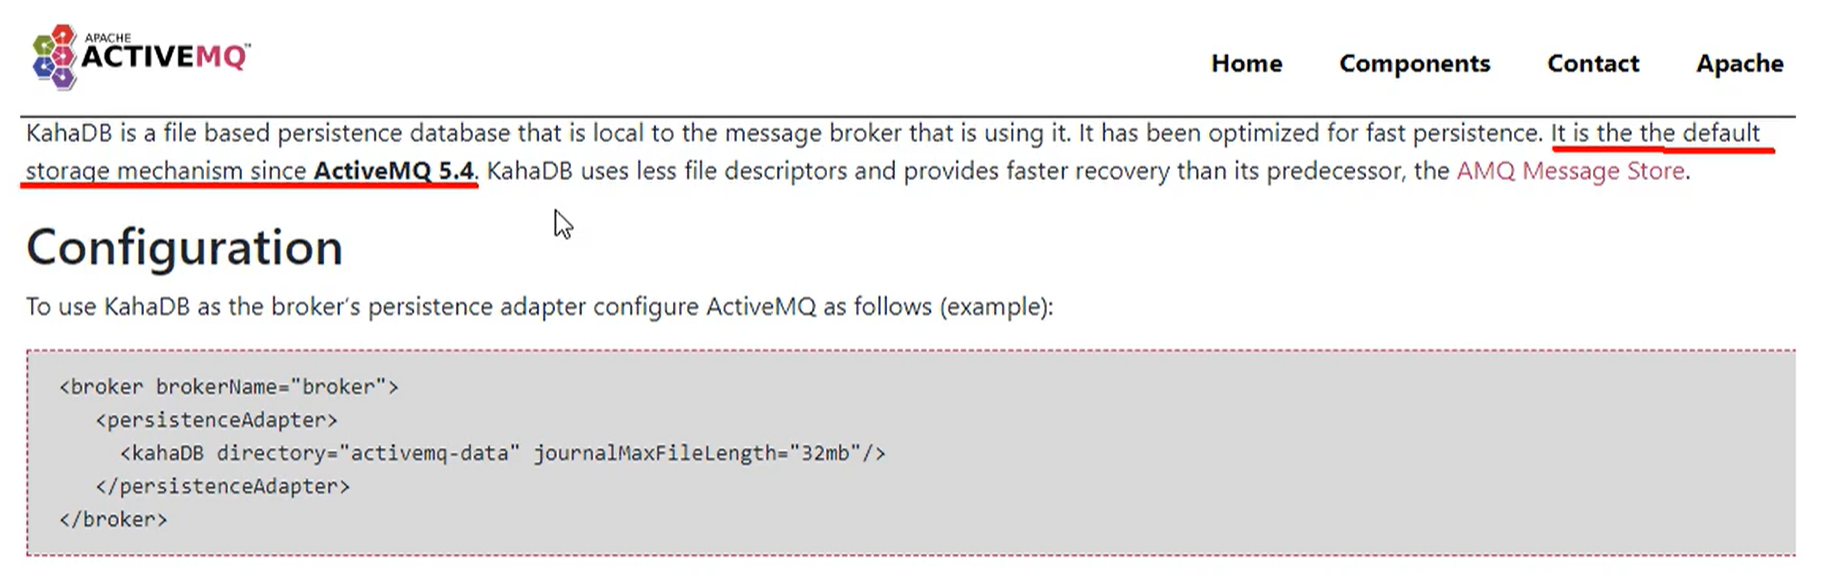 APACHE
ACTIVEMQ™
Home Components Contact Apache
KahaDB is a file based persistence database that is local to the message broker that is using it. It has been optimized for fast persistence. It is the the default
storage mechanism since ActiveMQ 5.4. KahaDB uses less file descriptors and provides faster recovery than its predecessor, the AMQ Message Store.
Configuration
To use KahaDB as the broker’s persistence adapter configure ActiveMQ as follows (example):
<broker brokerName="broker">
<persistenceAdapter>
<kahaDB directory="activemq-data" journalMaxFileLength="32mb"/>
</persistenceAdapter>
</broker>